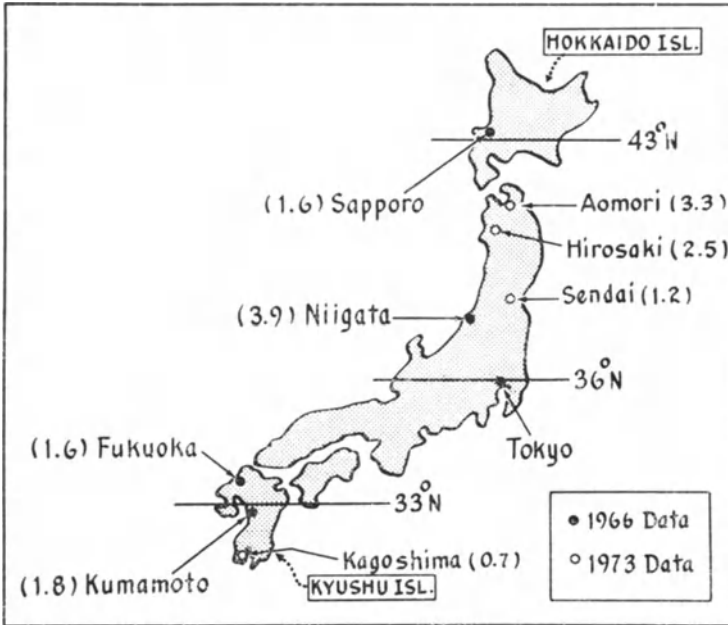 HOKKAIDO ISL.
43°W
(1.6) Sapporo
Aomori (3.3)
Hirosaki (2.5)
Sendai (1.2)
(3.9) Niigata
36°N
Tokyo
(1.6) Fukuoka
33°N
1966 Data
Kagoshima (0.7)
1973 Data
(1.8) Kumamoto
KYUSHU ISL.